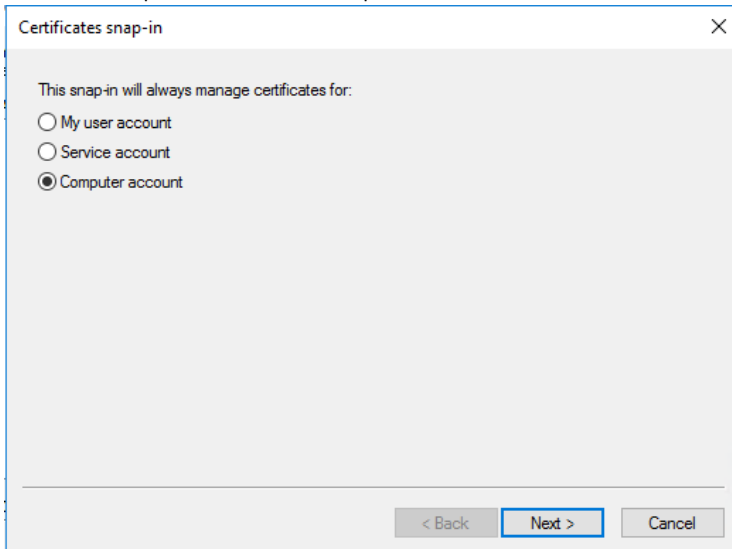 Certificates snap-in
This snap-in will always manage certificates for:
My user account
Service account
Computer account
< Back
Next >
Cancel